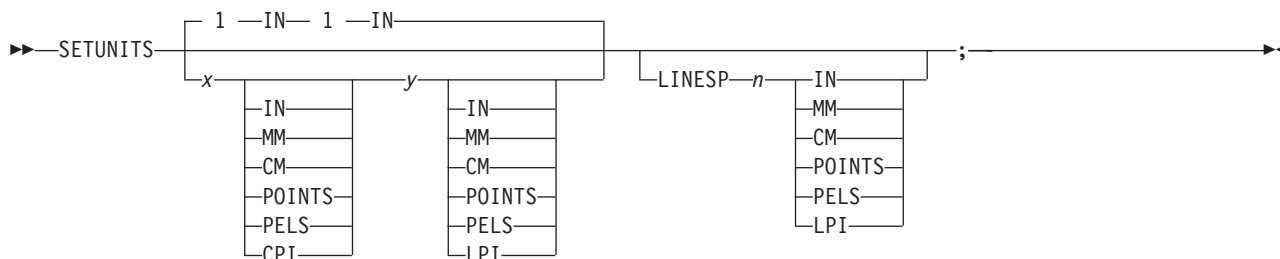 1 IN 1 IN
SETUNITS ;
x y LINESP n IN
IN IN MM
MM MM CM
CM CM POINTS
POINTS POINTS PELS
PELS PELS LPI
CPI LPI